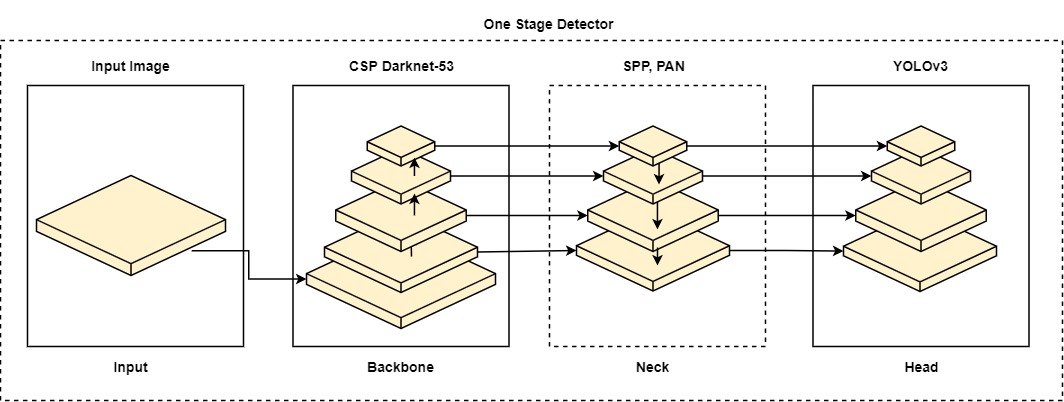 One Stage Detector
Input Image
CSP Darknet-53
SPP, PAN
YOLOv3
Input
Backbone
Neck
Head